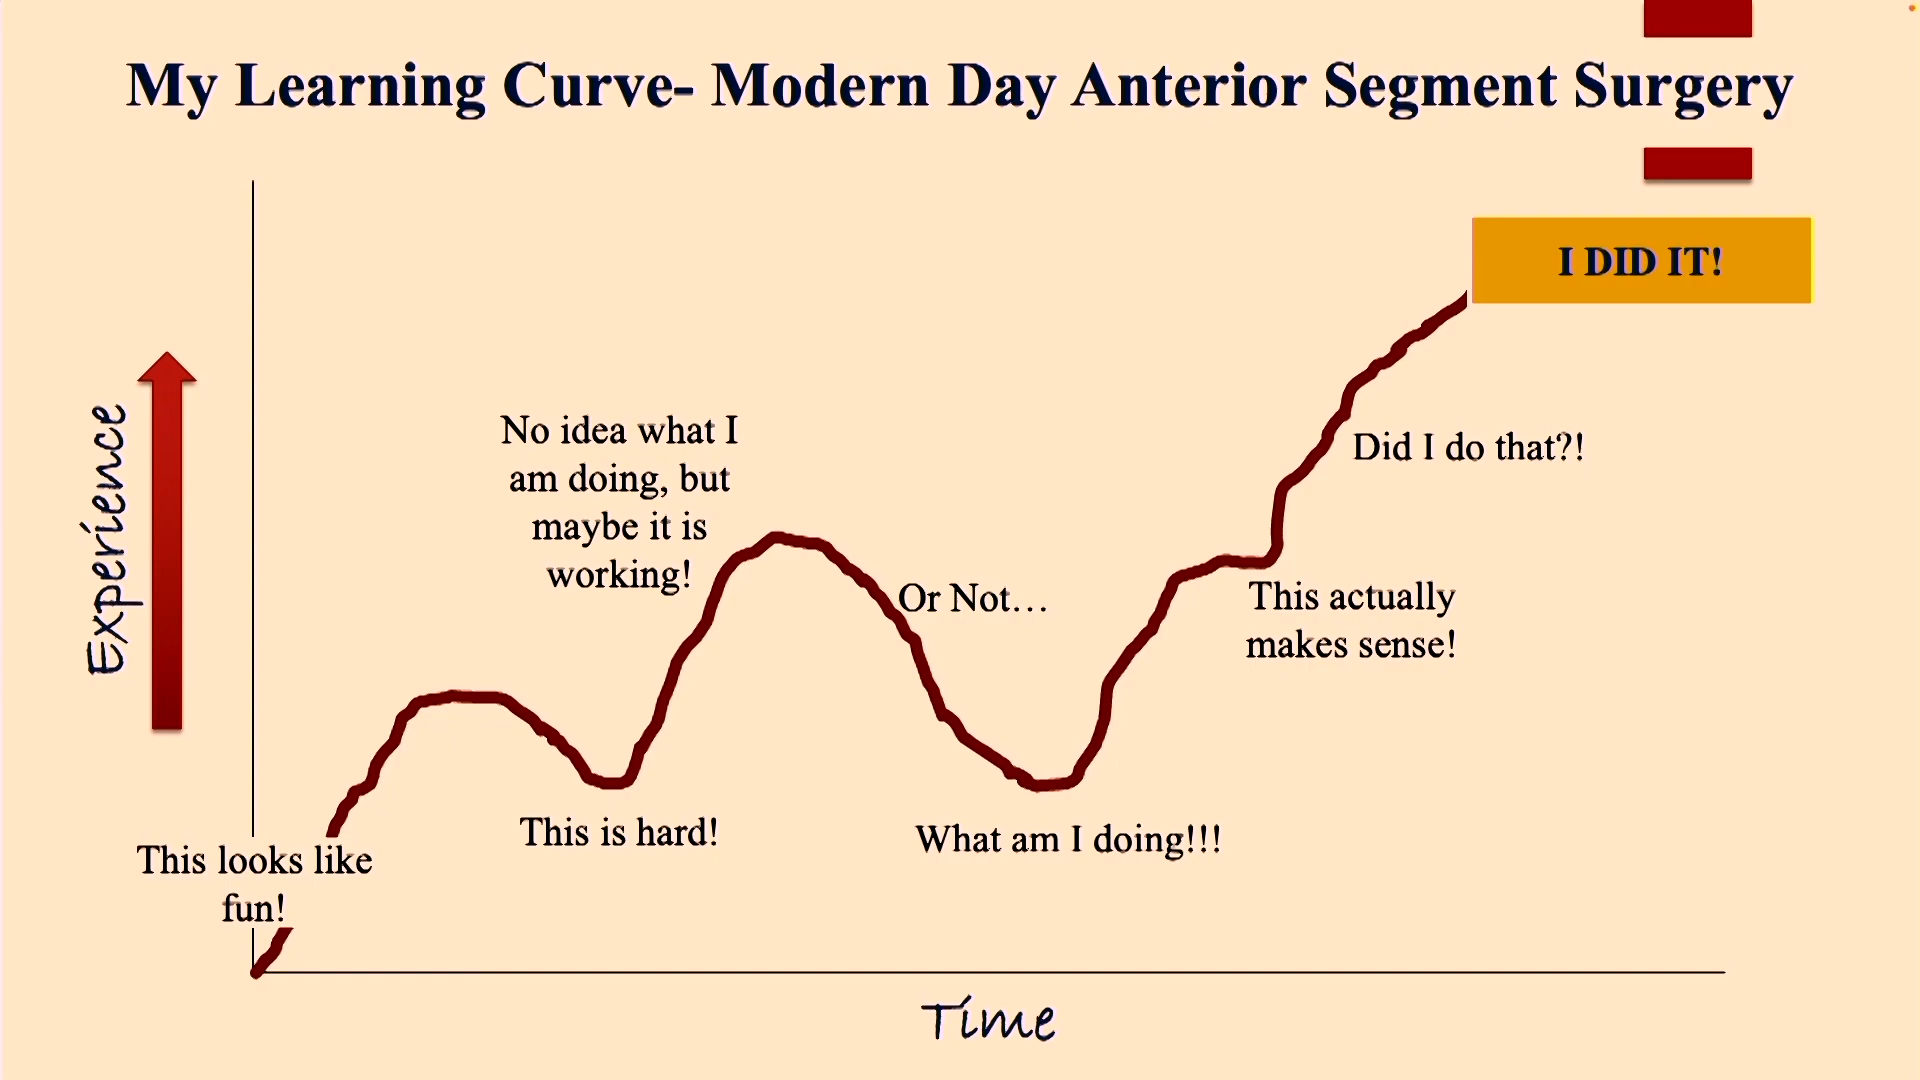 My Learning Curve- Modern Day Anterior Segment Surgery
I DID IT!
Experience
No idea what I
am doing, but
maybe it is
working!
Did I do that?!
Or Not…
This actually
makes sense!
This is hard!
What am I doing!!!
This looks like
fun!
Time